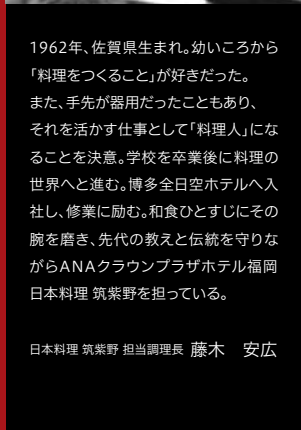 1962年、佐賀県生まれ。幼いころから
「料理をつくること」が好きだった。
また、手先が器用だったこともあり、
それを活かす仕事として「料理人」にな
ることを決意。学校を卒業後に料理の
世界へと進む。博多全日空ホテルへ入
社し、修業に励む。和食ひとすじにその
腕を磨き、先代の教えと伝統を守りな
がらANAクラウンプラザホテル福岡
日本料理 筑紫野を担っている。
日本料理 筑紫野 担当調理長 藤木　安広